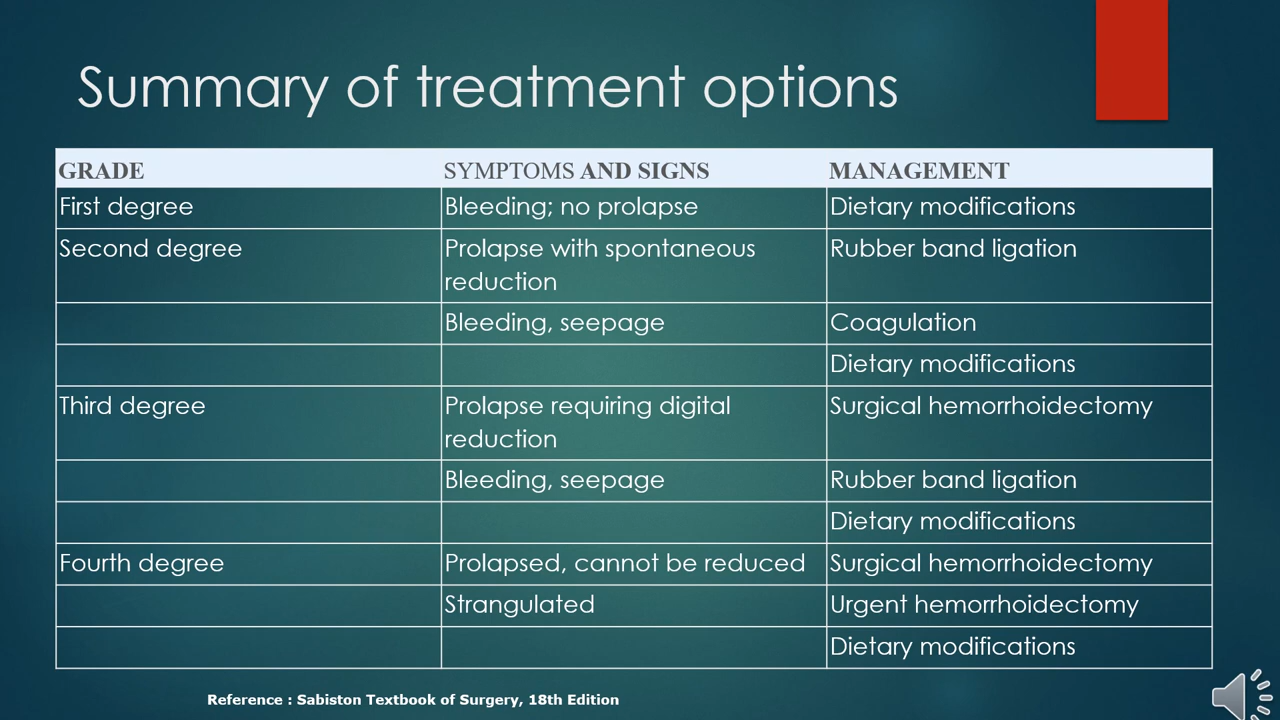 Summary of treatment options
GRADE SYMPTOMS AND SIGNS MANAGEMENT
First degree Bleeding; no prolapse Dietary modifications
Second degree Prolapse with spontaneous Rubber band ligation
reduction
Bleeding, seepage Coagulation
Dietary modifications
Third degree Prolapse requiring digital Surgical hemorrhoidectomy
reduction
Bleeding, seepage Rubber band ligation
Dietary modifications
Fourth degree Prolapsed, cannot be reduced Surgical hemorrhoidectomy
Strangulated Urgent hemorrhoidectomy
Dietary modifications
Reference : Sabiston Textbook of Surgery, 18th Edition